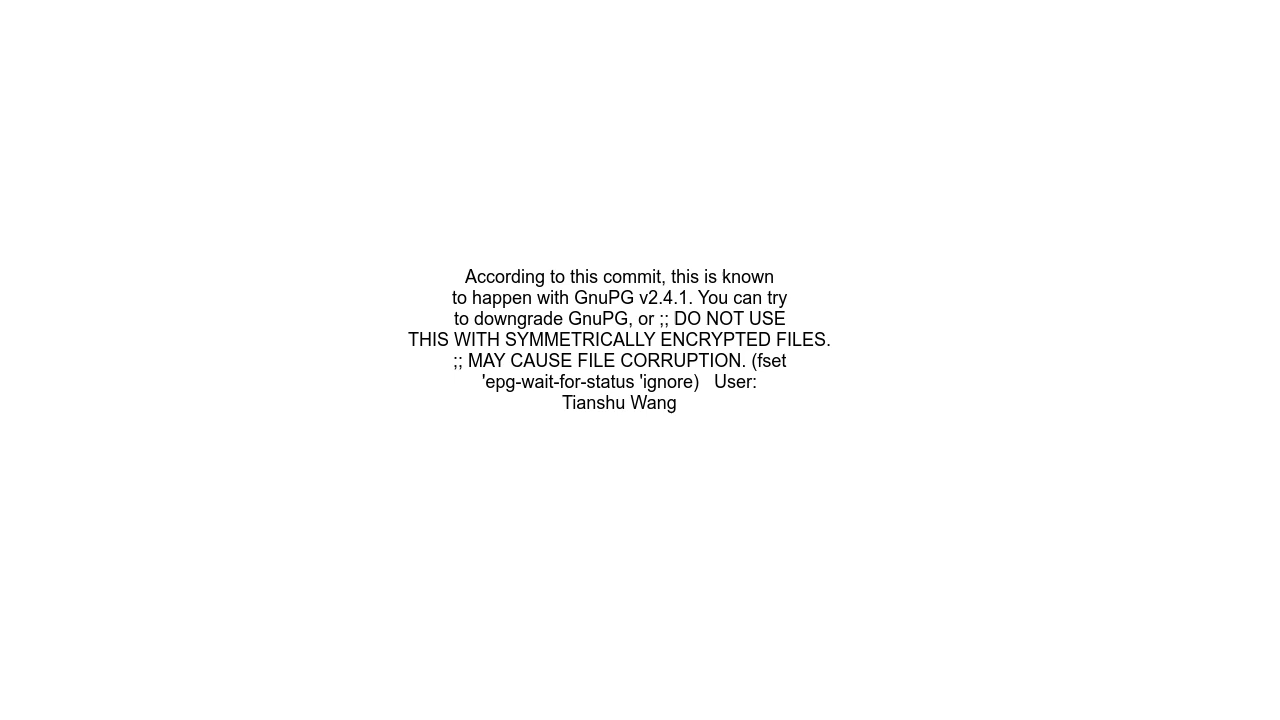 According to this commit, this is known
to happen with GnuPG v2.4.1. You can try
to downgrade GnuPG, or ;; DO NOT USE
THIS WITH SYMMETRICALLY ENCRYPTED FILES.
;; MAY CAUSE FILE CORRUPTION. (fset
'epg-wait-for-status 'ignore)   User:
Tianshu Wang